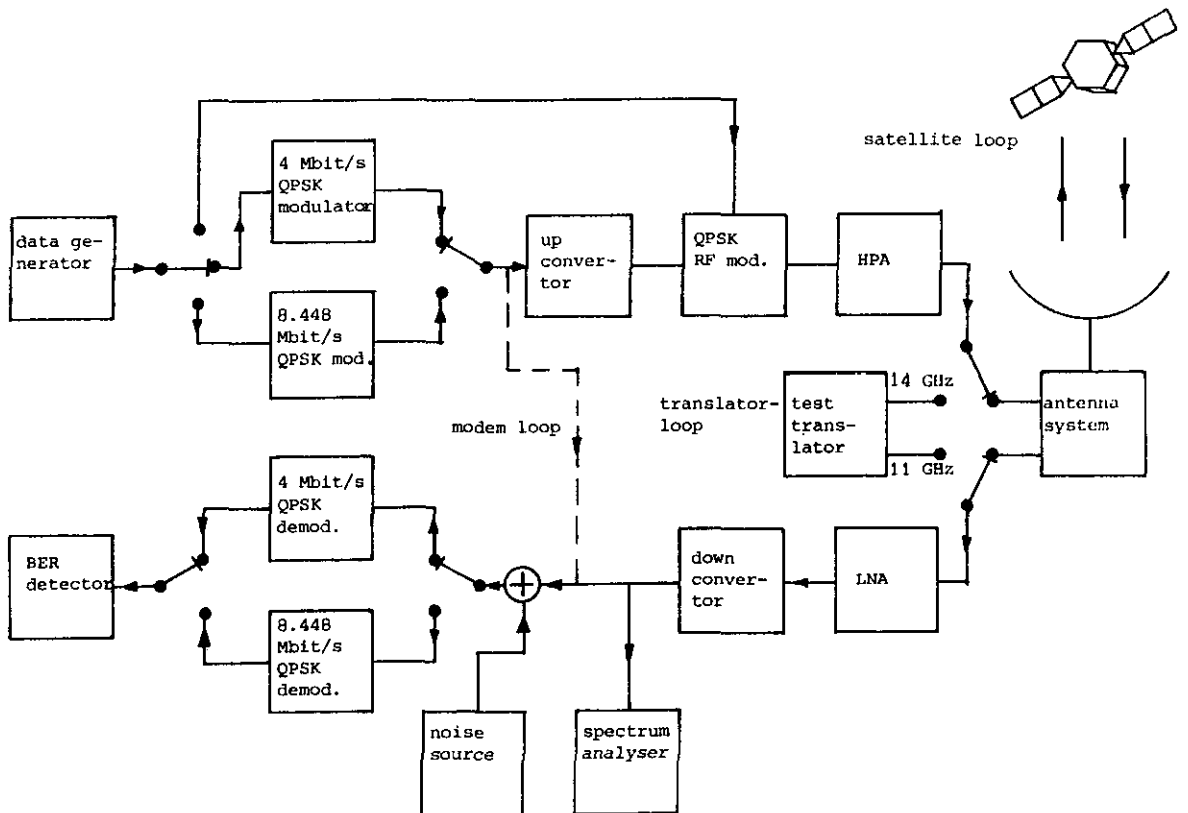 satellite loop
4 Mbit/s
QPSK
modulator
data ge-
nerator
up
conver-
tor
QPSK
RF mod.
HPA
8.448
Mbit/s
QPSK mod.
14 GHz
translator-
loop
test
trans-
lator
antenna
system
modem loop
11 GHz
4 Mbit/s
QPSK
demod.
BER
detector
+
down
conver-
tor
LNA
8.448
Mbit/s
QPSK
demod.
noise
source
spectrum
analyser